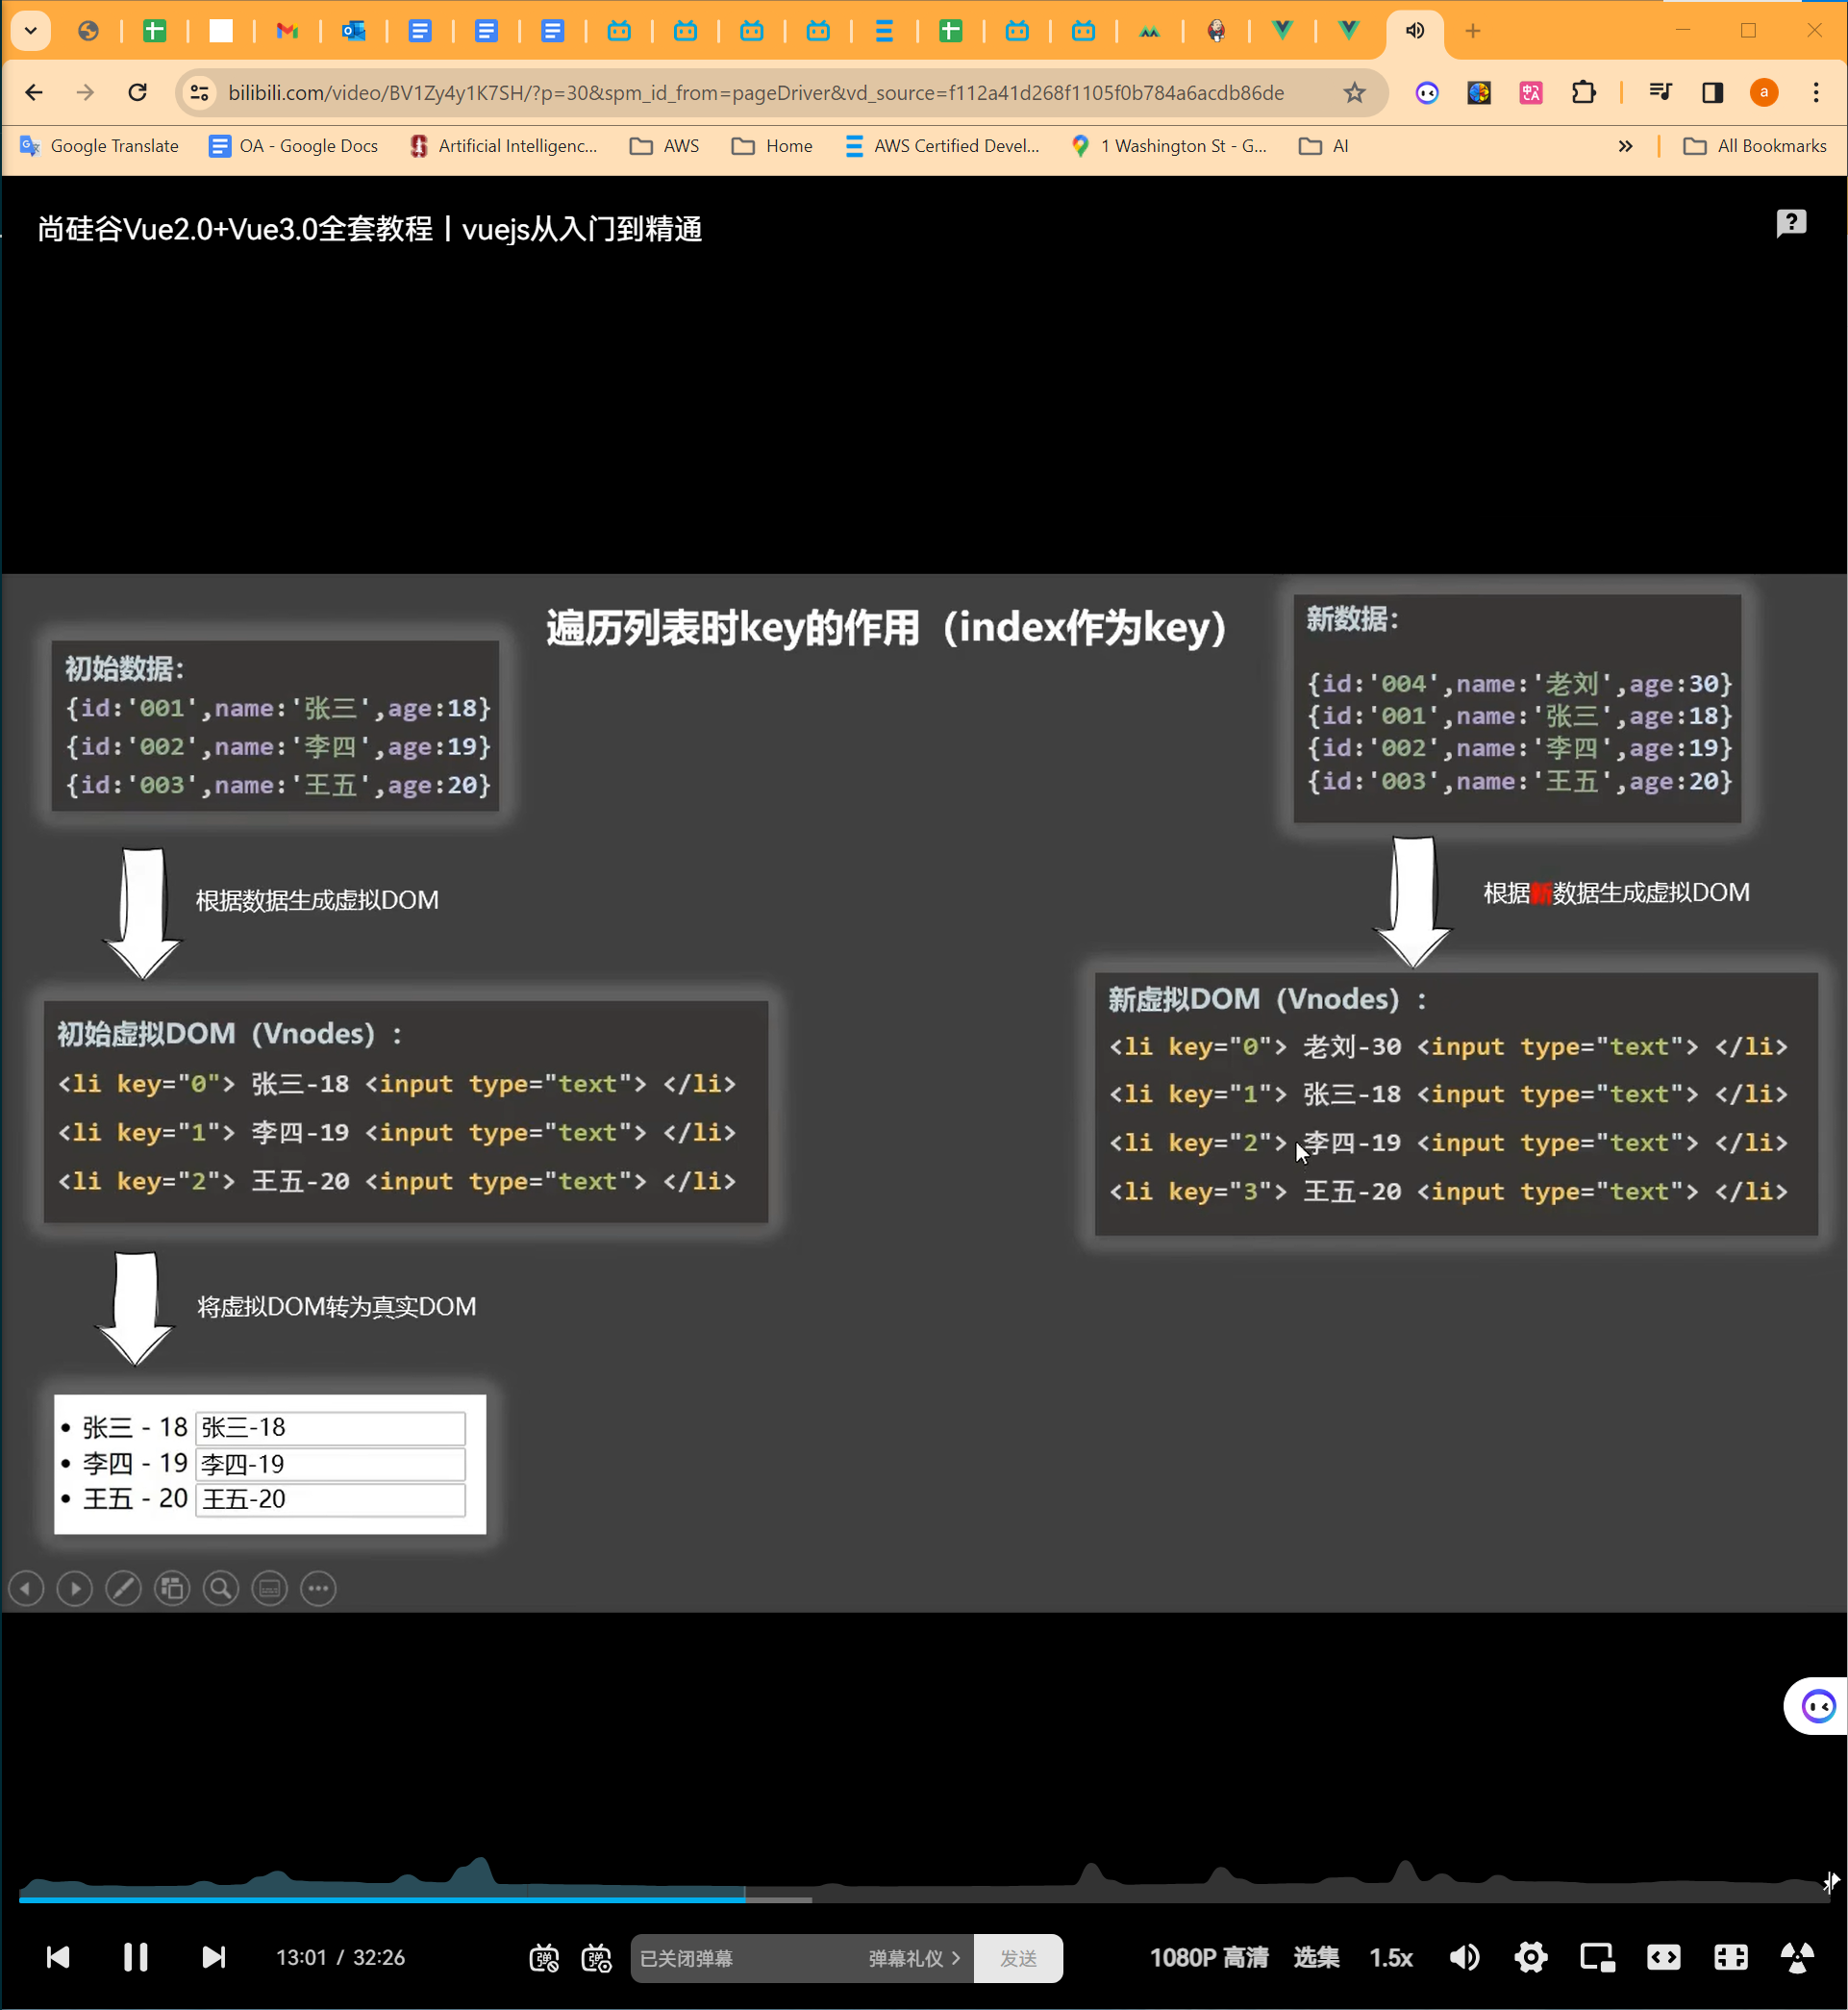 bilibili.com/video/BV1Zy4y1K7SH/?p=30&spm_id_from=pageDriver&vd_source=f112a41d268f1105f0b784a6acdb86de
a
Google Translate
OA - Google Docs
Artificial Intelligenc...
AWS
Home
AWS Certified Devel...
1 Washington St - G...
AI
All Bookmarks
尚硅谷Vue2.0+Vue3.0全套教程丨vuejs从入门到精通
遍历列表时key的作用（index作为key）
初始数据：
{id:'001',name:'张三',age:18}
{id:'002',name:'李四',age:19}
{id:'003',name:'王五',age:20}
根据数据生成虚拟DOM
初始虚拟DOM（Vnodes）：
<li key="0"> 张三-18 <input type="text"> </li>
<li key="1"> 李四-19 <input type="text"> </li>
<li key="2"> 王五-20 <input type="text"> </li>
将虚拟DOM转为真实DOM
• 张三 - 18 张三-18
• 李四 - 19 李四-19
• 王五 - 20 王五-20
新数据：
{id:'004',name:'老刘',age:30}
{id:'001',name:'张三',age:18}
{id:'002',name:'李四',age:19}
{id:'003',name:'王五',age:20}
根据新数据生成虚拟DOM
新虚拟DOM（Vnodes）：
<li key="0"> 老刘-30 <input type="text"> </li>
<li key="1"> 张三-18 <input type="text"> </li>
<li key="2"> 李四-19 <input type="text"> </li>
<li key="3"> 王五-20 <input type="text"> </li>
13:01 / 32:26
弹
弹
已关闭弹幕
弹幕礼仪 >
发送
1080P 高清
选集
1.5x